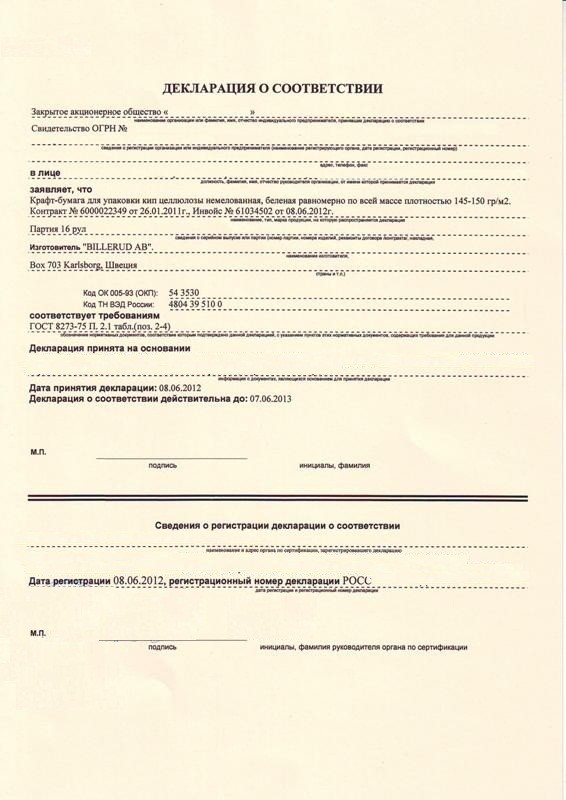 ДЕКЛАРАЦИЯ О СООТВЕТСТВИИ
Закрытое акционерное общество « »
наименование организации или фамилия, имя, отчество индивидуального предпринимателя, принявших декларацию о соответствии
Свидетельство ОГРН №
сведения о регистрации организации или индивидуального предпринимателя (наименование регистрирующего органа, дата регистрации, регистрационный номер)
адрес, телефон, факс
в лице
должность, фамилия, имя, отчество руководителя организации, от имени которой принимается декларация
заявляет, что
Крафт-бумага для упаковки кип целлюлозы немелованная, беленая равномерно по всей массе плотностью 145-150 гр/м2.
Контракт № 6000022349 от 26.01.2011г., Инвойс № 61034502 от 08.06.2012г.
наименование, тип, марка продукции, на которую распространяется декларация
Партия 16 рул
сведения о серийном выпуске или партии (номер партии, номера изделий, реквизиты договора /контракта/, накладная,
Изготовитель "BILLERUD AB".
наименование изготовителя,
Box 703 Karlsborg, Швеция
страны и т.п.)
Код ОК 005-93 (ОКП): 54 3530
Код ТН ВЭД России: 4804 39 510 0
соответствует требованиям
ГОСТ 8273-75 П. 2.1 табл.(поз. 2-4)
обозначение нормативных документов, соответствие которым подтверждено данной декларацией, с указанием пунктов этих нормативных документов, содержащих требования для данной продукции
Декларация принята на основании
информация о документах, являющихся основанием для принятия декларации
Дата принятия декларации: 08.06.2012
Декларация о соответствии действительна до: 07.06.2013
М.П.
подпись инициалы, фамилия
Сведения о регистрации декларации о соответствии
наименование и адрес органа по сертификации, зарегистрировавшего декларацию
Дата регистрации 08.06.2012, регистрационный номер декларации РОСС
дата регистрации и регистрационный номер декларации
М.П.
подпись инициалы, фамилия руководителя органа по сертификации